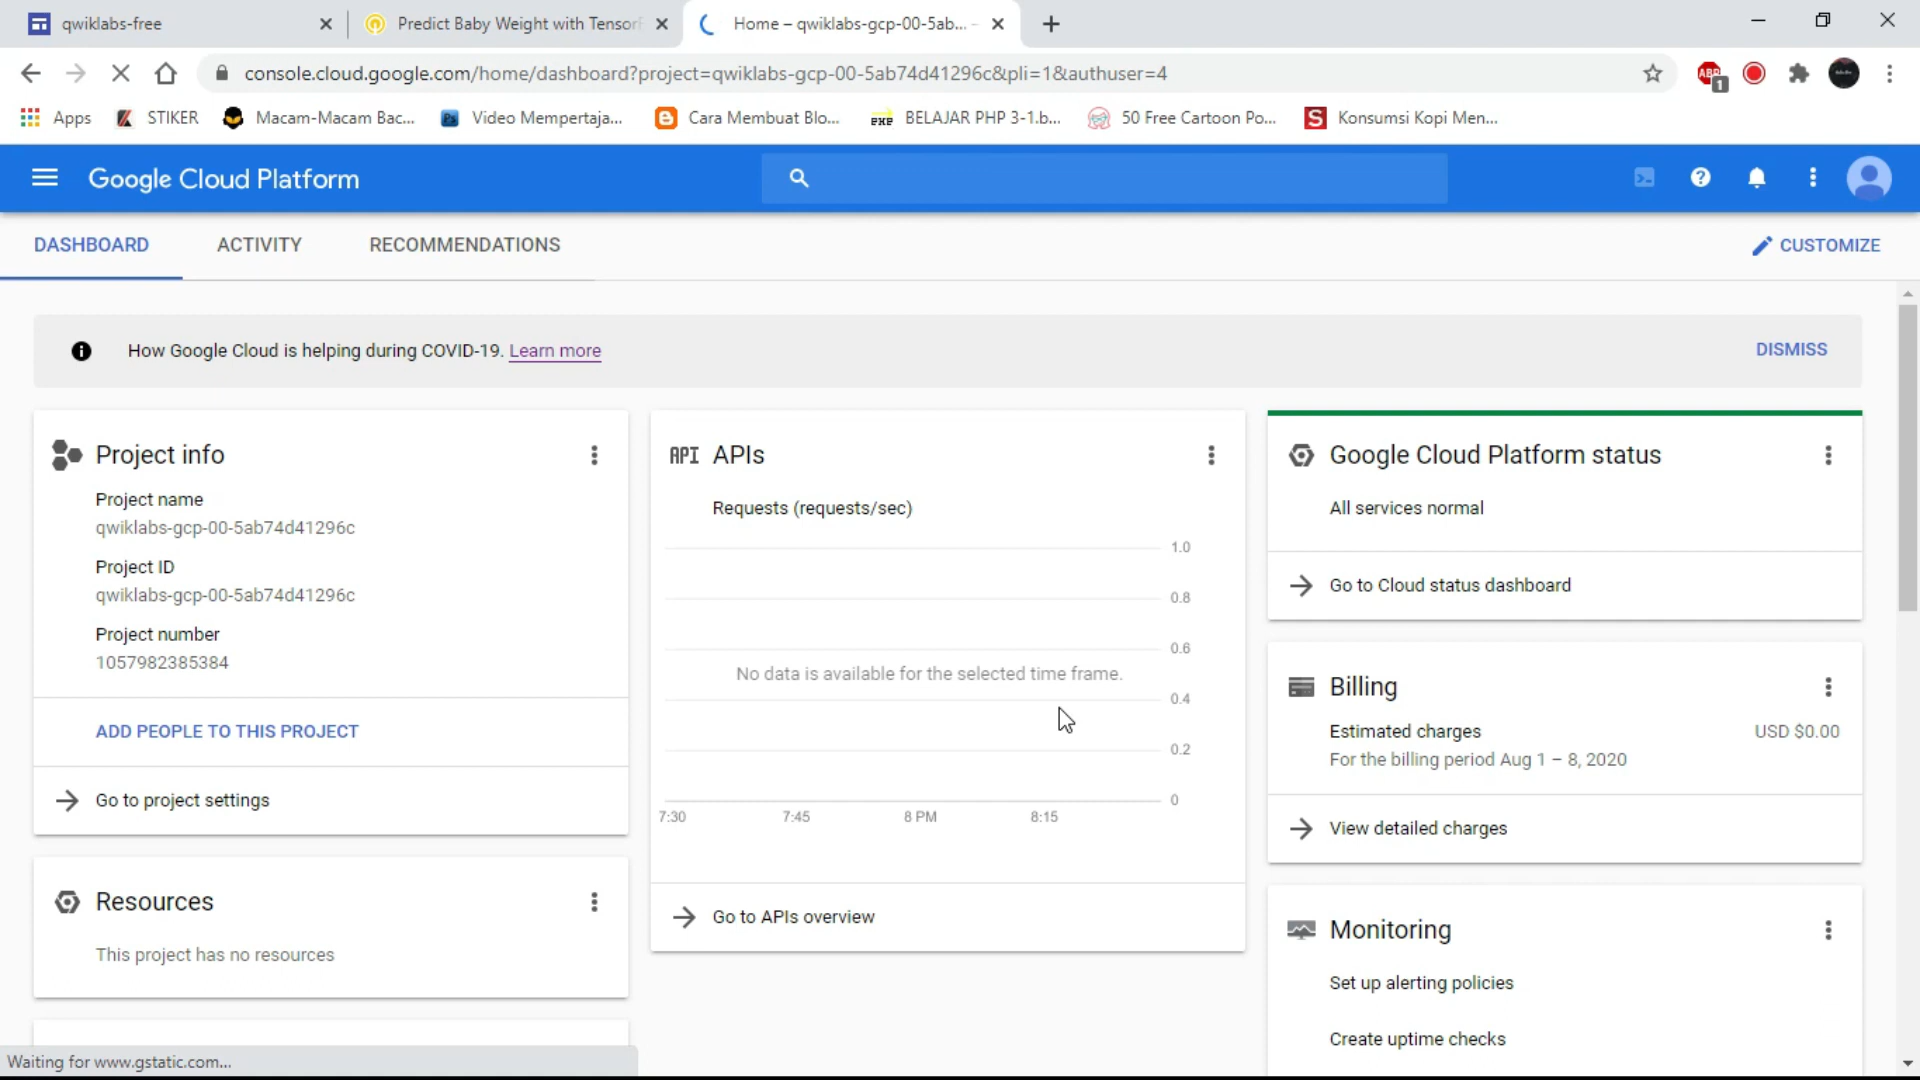 qwiklabs-free
Predict Baby Weight with Tensorf
Home – qwiklabs-gcp-00-5ab... –
console.cloud.google.com/home/dashboard?project=qwiklabs-gcp-00-5ab74d41296c&pli=1&authuser=4
ABP
1
Apps
STIKER
Macam-Macam Bac...
Ps
Video Mempertaja...
Cara Membuat Blo...
BELAJAR PHP 3-1.b...
50 Free Cartoon Po...
S
Konsumsi Kopi Men...
Google Cloud Platform
DASHBOARD
ACTIVITY
RECOMMENDATIONS
CUSTOMIZE
How Google Cloud is helping during COVID-19. Learn more
DISMISS
Project info
Project name
qwiklabs-gcp-00-5ab74d41296c
Project ID
qwiklabs-gcp-00-5ab74d41296c
Project number
1057982385384
ADD PEOPLE TO THIS PROJECT
Go to project settings
Resources
This project has no resources
API APIs
Requests (requests/sec)
1.0
0.8
0.6
No data is available for the selected time frame.
0.4
0.2
0
7:30
7:45
8 PM
8:15
Go to APIs overview
Google Cloud Platform status
All services normal
Go to Cloud status dashboard
Billing
Estimated charges
USD $0.00
For the billing period Aug 1 – 8, 2020
View detailed charges
Monitoring
Set up alerting policies
Create uptime checks
Waiting for www.gstatic.com...